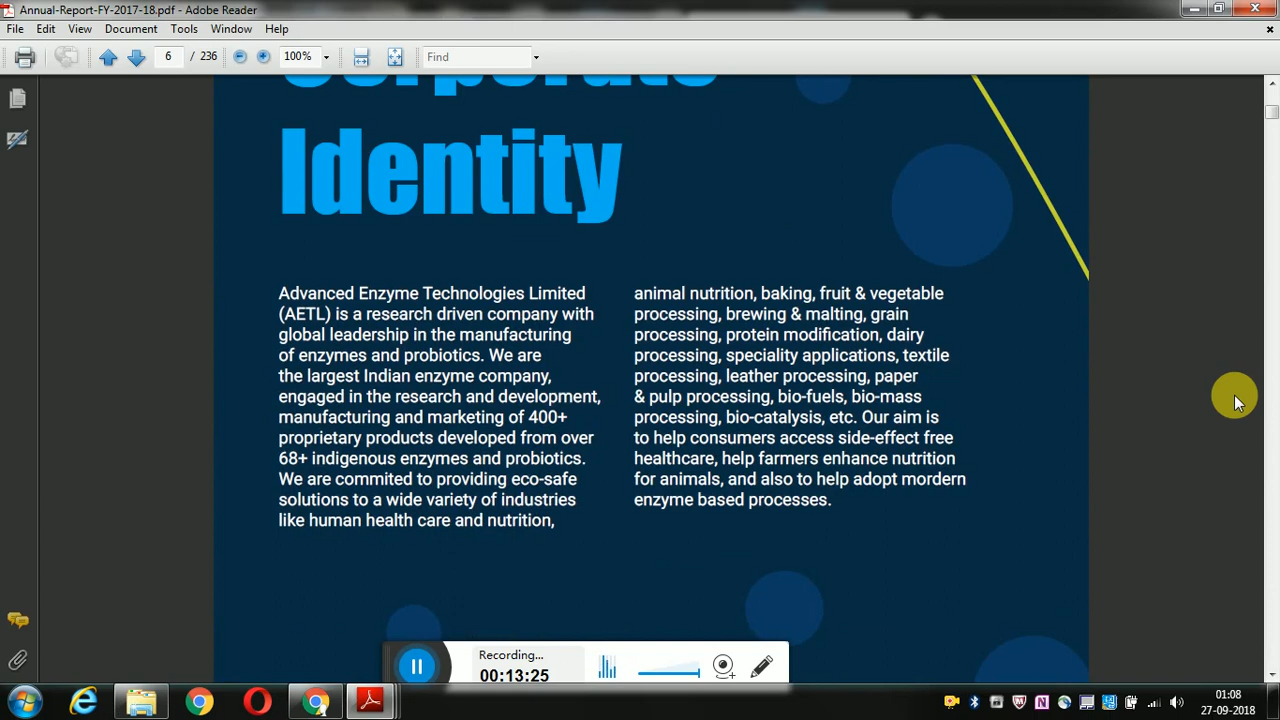 Annual-Report-FY-2017-18.pdf - Adobe Reader
File Edit View Document Tools Window Help
6 / 236 100% Find
Corporate
Identity
Advanced Enzyme Technologies Limited
(AETL) is a research driven company with
global leadership in the manufacturing
of enzymes and probiotics. We are
the largest Indian enzyme company,
engaged in the research and development,
manufacturing and marketing of 400+
proprietary products developed from over
68+ indigenous enzymes and probiotics.
We are commited to providing eco-safe
solutions to a wide variety of industries
like human health care and nutrition,
animal nutrition, baking, fruit & vegetable
processing, brewing & malting, grain
processing, protein modification, dairy
processing, speciality applications, textile
processing, leather processing, paper
& pulp processing, bio-fuels, bio-mass
processing, bio-catalysis, etc. Our aim is
to help consumers access side-effect free
healthcare, help farmers enhance nutrition
for animals, and also to help adopt mordern
enzyme based processes.
Recording...
00:13:25
01:08
27-09-2018